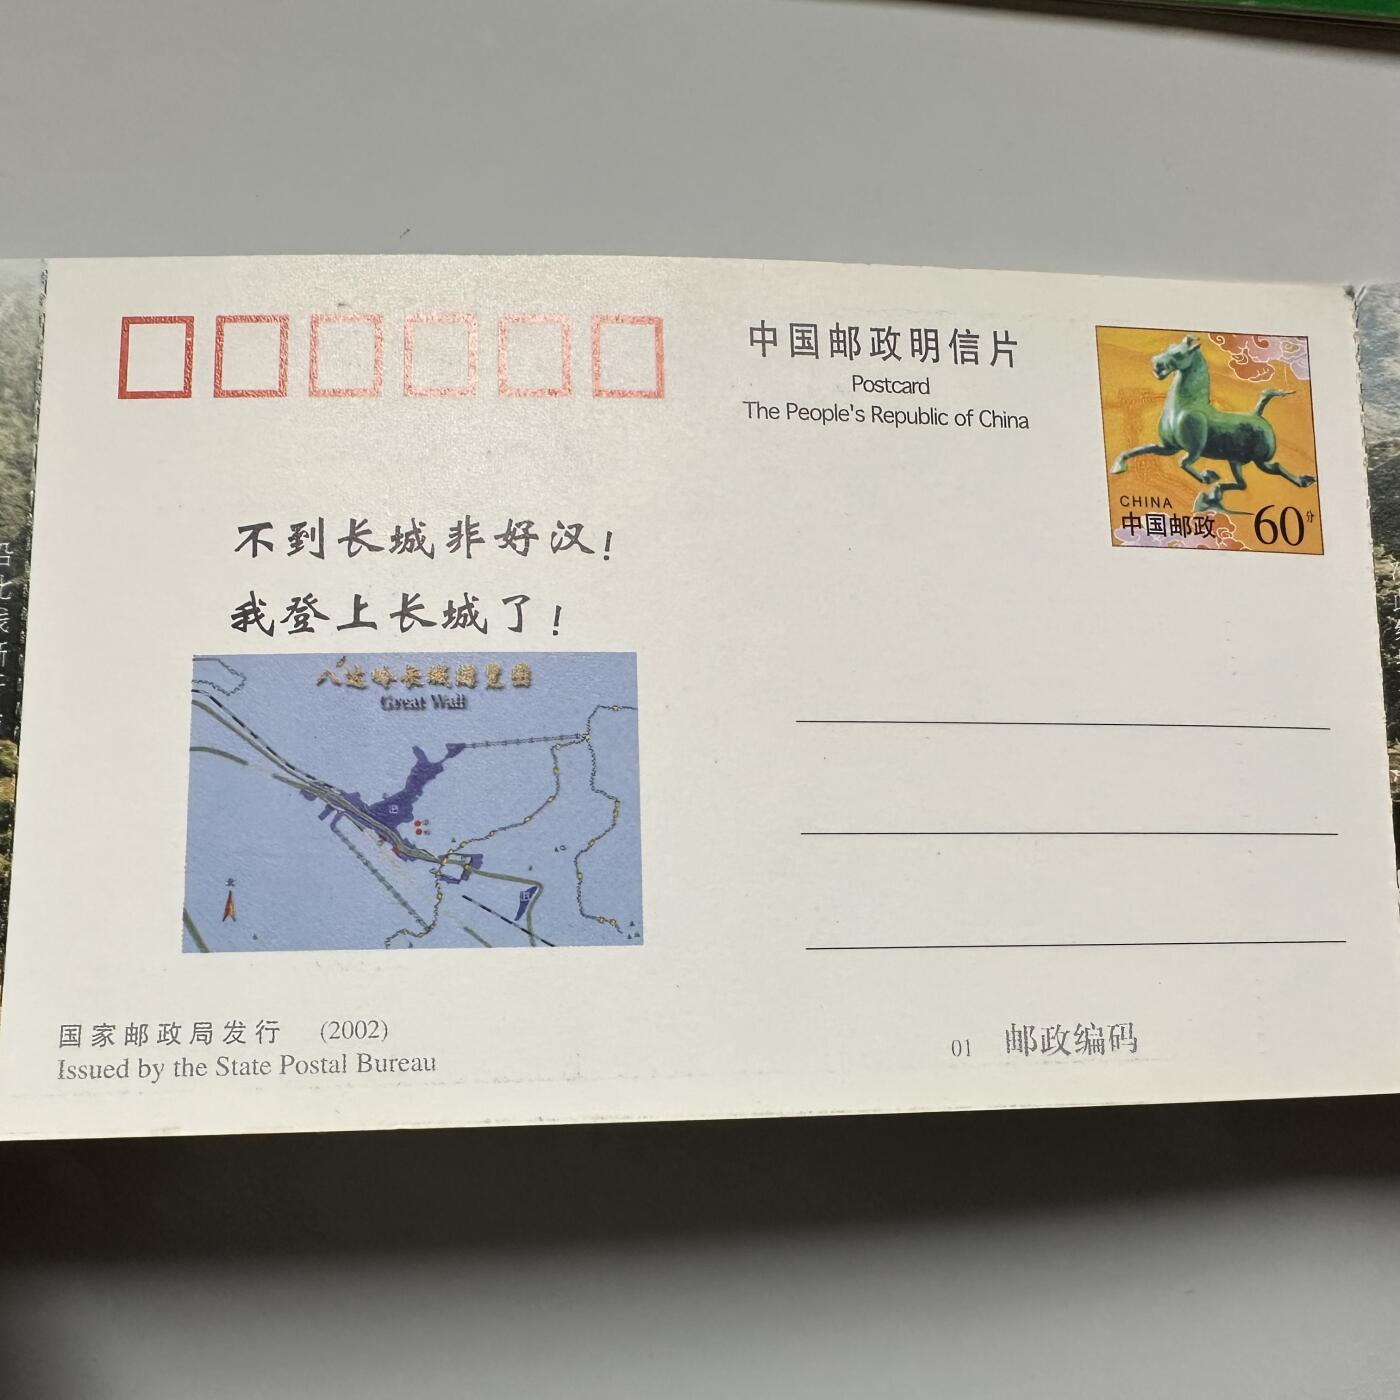 中国邮政明信片
Postcard
The People's Republic of China
CHINA
中国邮政 60分
不到长城非好汉!
我登上长城了!
八达岭长城游览图
Great Wall
北
国家邮政局发行 (2002)
Issued by the State Postal Bureau
01 邮政编码